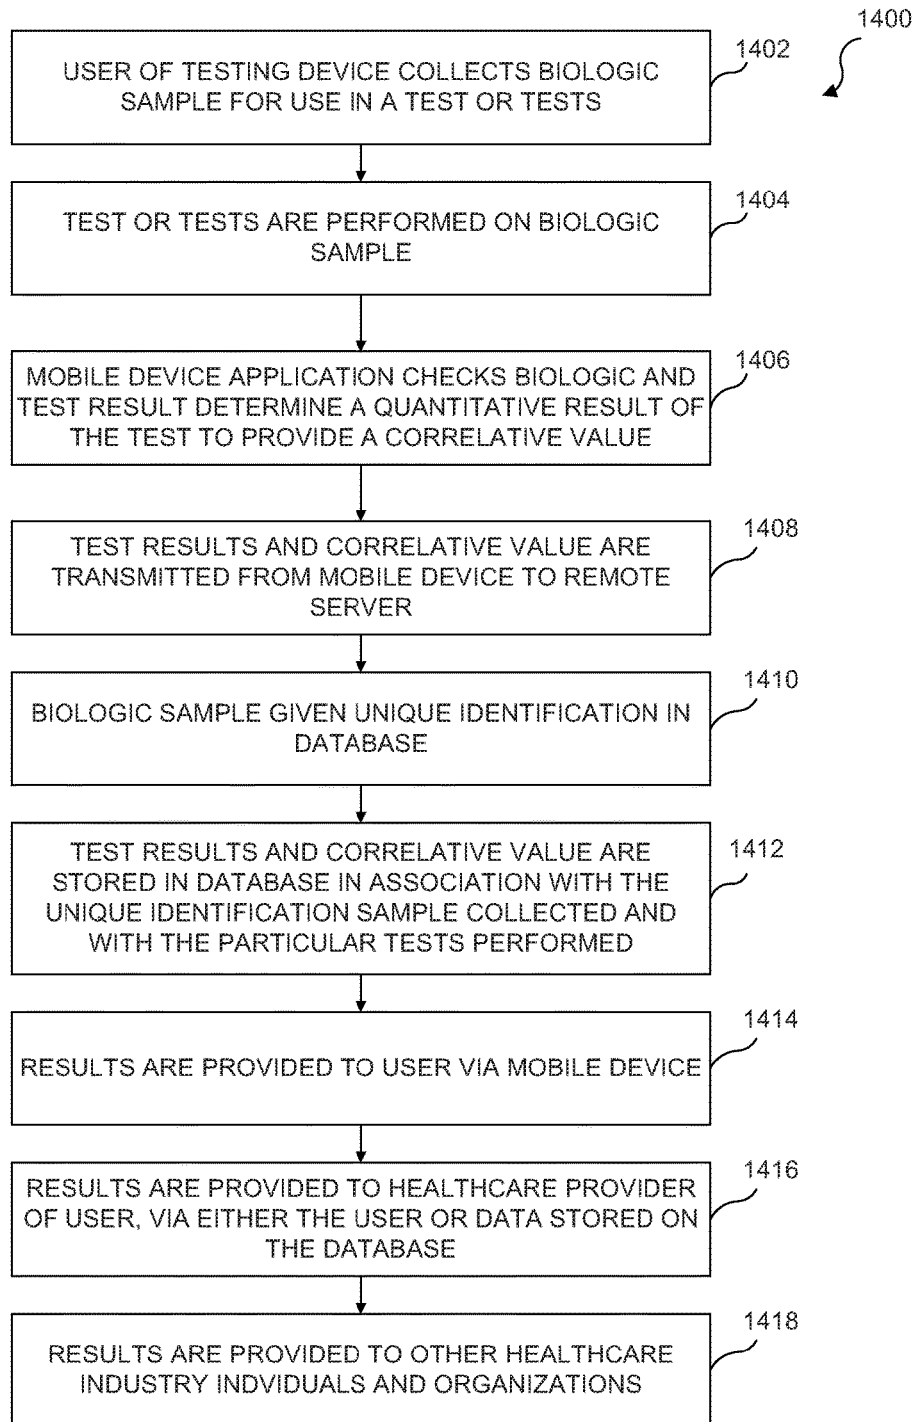 1400
1402
USER OF TESTING DEVICE COLLECTS BIOLOGIC
SAMPLE FOR USE IN A TEST OR TESTS
1404
TEST OR TESTS ARE PERFORMED ON BIOLOGIC
SAMPLE
1406
MOBILE DEVICE APPLICATION CHECKS BIOLOGIC AND
TEST RESULT DETERMINE A QUANTITATIVE RESULT OF
THE TEST TO PROVIDE A CORRELATIVE VALUE
1408
TEST RESULTS AND CORRELATIVE VALUE ARE
TRANSMITTED FROM MOBILE DEVICE TO REMOTE
SERVER
1410
BIOLOGIC SAMPLE GIVEN UNIQUE IDENTIFICATION IN
DATABASE
1412
TEST RESULTS AND CORRELATIVE VALUE ARE
STORED IN DATABASE IN ASSOCIATION WITH THE
UNIQUE IDENTIFICATION SAMPLE COLLECTED AND
WITH THE PARTICULAR TESTS PERFORMED
1414
RESULTS ARE PROVIDED TO USER VIA MOBILE DEVICE
1416
RESULTS ARE PROVIDED TO HEALTHCARE PROVIDER
OF USER, VIA EITHER THE USER OR DATA STORED ON
THE DATABASE
1418
RESULTS ARE PROVIDED TO OTHER HEALTHCARE
INDUSTRY INDVIDUALS AND ORGANIZATIONS